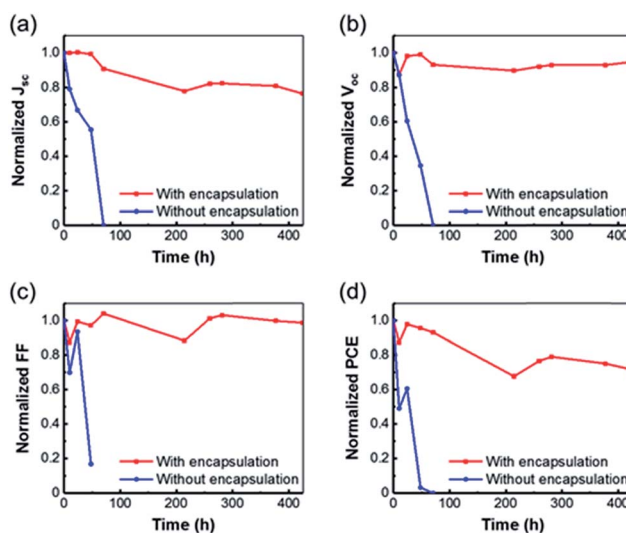 (a)
Normalized Jsc
1.0
0.8
0.6
0.4
0.2
0
With encapsulation
Without encapsulation
0 100 200 300 400
Time (h)
(b)
Normalized Voc
1.0
0.8
0.6
0.4
0.2
0
With encapsulation
Without encapsulation
0 100 200 300 400
Time (h)
(c)
Normalized FF
1.0
0.8
0.6
0.4
0.2
0
With encapsulation
Without encapsulation
0 100 200 300 400
Time (h)
(d)
Normalized PCE
1.0
0.8
0.6
0.4
0.2
0
With encapsulation
Without encapsulation
0 100 200 300 400
Time (h)